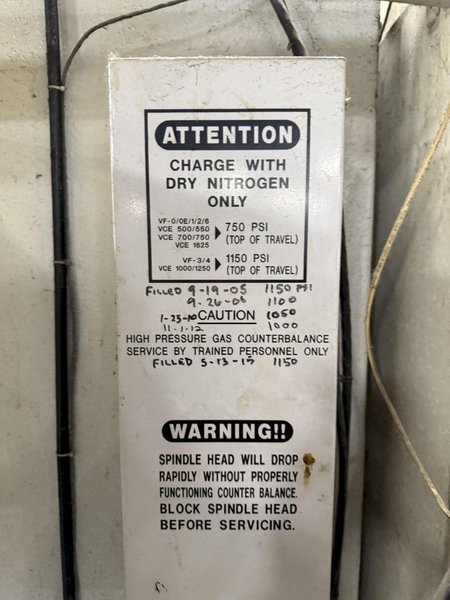 ATTENTION
CHARGE WITH
DRY NITROGEN
ONLY
VF-0/0E/1/2/6
VCE 500/550
VCE 700/750
VCE 1625
750 PSI
(TOP OF TRAVEL)
VF-3/4
VCE 1000/1250
1150 PSI
(TOP OF TRAVEL)
FILLED 9-19-05 1150 PSI
9-26-06 1100
1-25-10 CAUTION 1050
11-1-12 1000
HIGH PRESSURE GAS COUNTERBALANCE
SERVICE BY TRAINED PERSONNEL ONLY
FILLED 5-13-15 1150
WARNING!!
SPINDLE HEAD WILL DROP
RAPIDLY WITHOUT PROPERLY
FUNCTIONING COUNTER BALANCE.
BLOCK SPINDLE HEAD
BEFORE SERVICING.